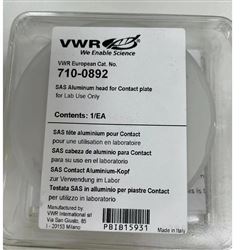 VWR
We Enable Science
VWR European Cat. No.
710-0892
SAS Aluminum head for Contact plate
for Lab Use Only
Contents: 1/EA
SAS tête aluminium pour Contact
pour une utilisation en laboratoire
SAS cabeza de aluminio para Contact
para su uso en el laboratorio
SAS Contact Aluminium-Kopf
zur Verwendung im Labor
Testata SAS in alluminio per piastre Contact
per utilizzo in laboratorio
Manufactured by:
VWR International srl
Via San Giusto, 85
I - 20153 Milano
PBIB15931
Made in Italy